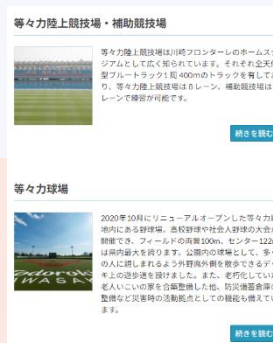 等々力陸上競技場・補助競技場
等々力陸上競技場は川崎フロンターレのホームスタ
ジアムとして広く知られています。それぞれ全天候
型ブルートラック1周400mのトラックを有してお
り、等々力陸上競技場は8レーン、補助競技場は
レーンで練習が可能です。
続きを読む
等々力球場
2020年10月にリニューアルオープンした等々力緑
地内にある野球場。高校野球や社会人野球の大会が
開催でき、フィールドの両翼100m、センター122m
は県内最大を誇ります。公園内の球場として、多く
の人に親しまれるよう外野席外側を散歩できるデッ
キ上の遊歩道を設けました。また、老朽化してい
老人いこいの家を合築整備した他、防災備蓄倉庫の
整備など災害時の活動拠点としての機能も備えてい
ます。
Todoroki
WASA
続きを読む